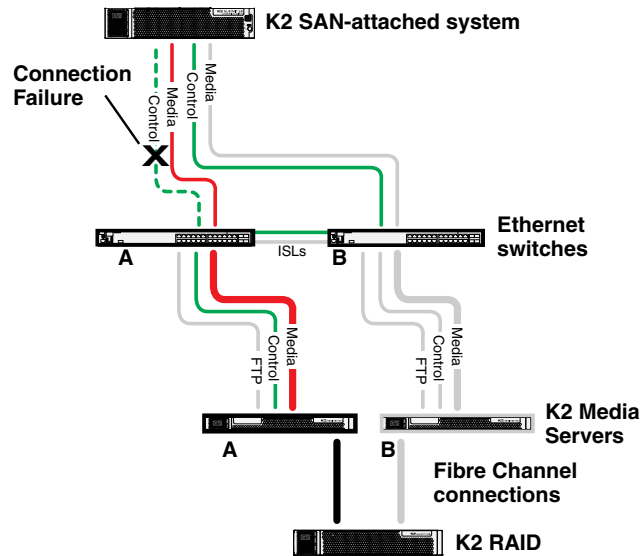 K2 SAN-attached system
Connection
Failure
Control
Media
Control
Media
Ethernet
switches
A
ISLs
B
FTP
Control
Media
FTP
Control
Media
K2 Media
Servers
A
B
Fibre Channel
connections
K2 RAID